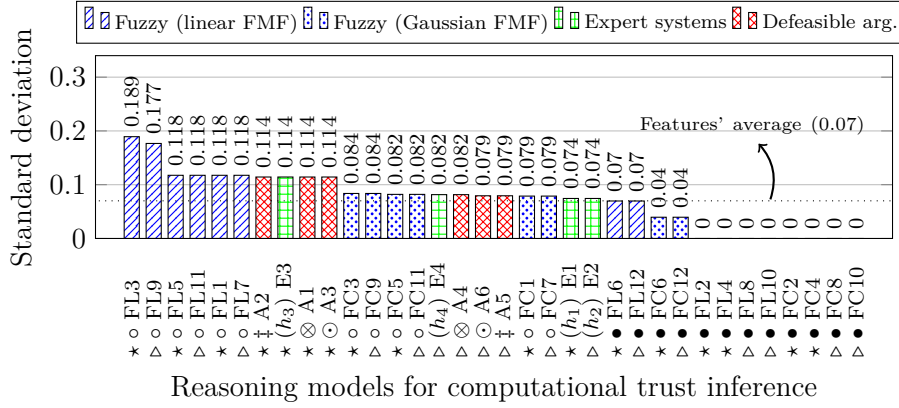 Fuzzy (linear FMF) Fuzzy (Gaussian FMF) Expert systems Defeasible arg.
Standard deviation
0.3
0.2
0.1
0
0.189
0.177
0.118
0.118
0.118
0.118
0.114
0.114
0.114
0.114
0.084
0.084
0.082
0.082
0.082
0.082
0.079
0.079
0.079
0.079
0.074
0.074
0.07
0.07
0.04
0.04
0
0
0
0
0
0
0
0
Features' average (0.07)
⋆ ○ FL3
▷ ○ FL9
⋆ ○ FL5
▷ ○ FL11
⋆ ○ FL1
▷ ○ FL7
⋆ ‡ A2
⋆ (h₃) E3
⋆ ⊗ A1
⋆ ⊙ A3
⋆ ○ FC3
▷ ○ FC9
⋆ ○ FC5
▷ ○ FC11
▷ (h₄) E4
▷ ⊗ A4
▷ ⊙ A6
▷ ‡ A5
⋆ ○ FC1
▷ ○ FC7
⋆ (h₁) E1
▷ (h₂) E2
⋆ ● FL6
▷ ● FL12
⋆ ● FC6
▷ ● FC12
⋆ ● FL2
⋆ ● FL4
▷ ● FL8
▷ ● FL10
⋆ ● FC2
⋆ ● FC4
▷ ● FC8
▷ ● FC10
Reasoning models for computational trust inference